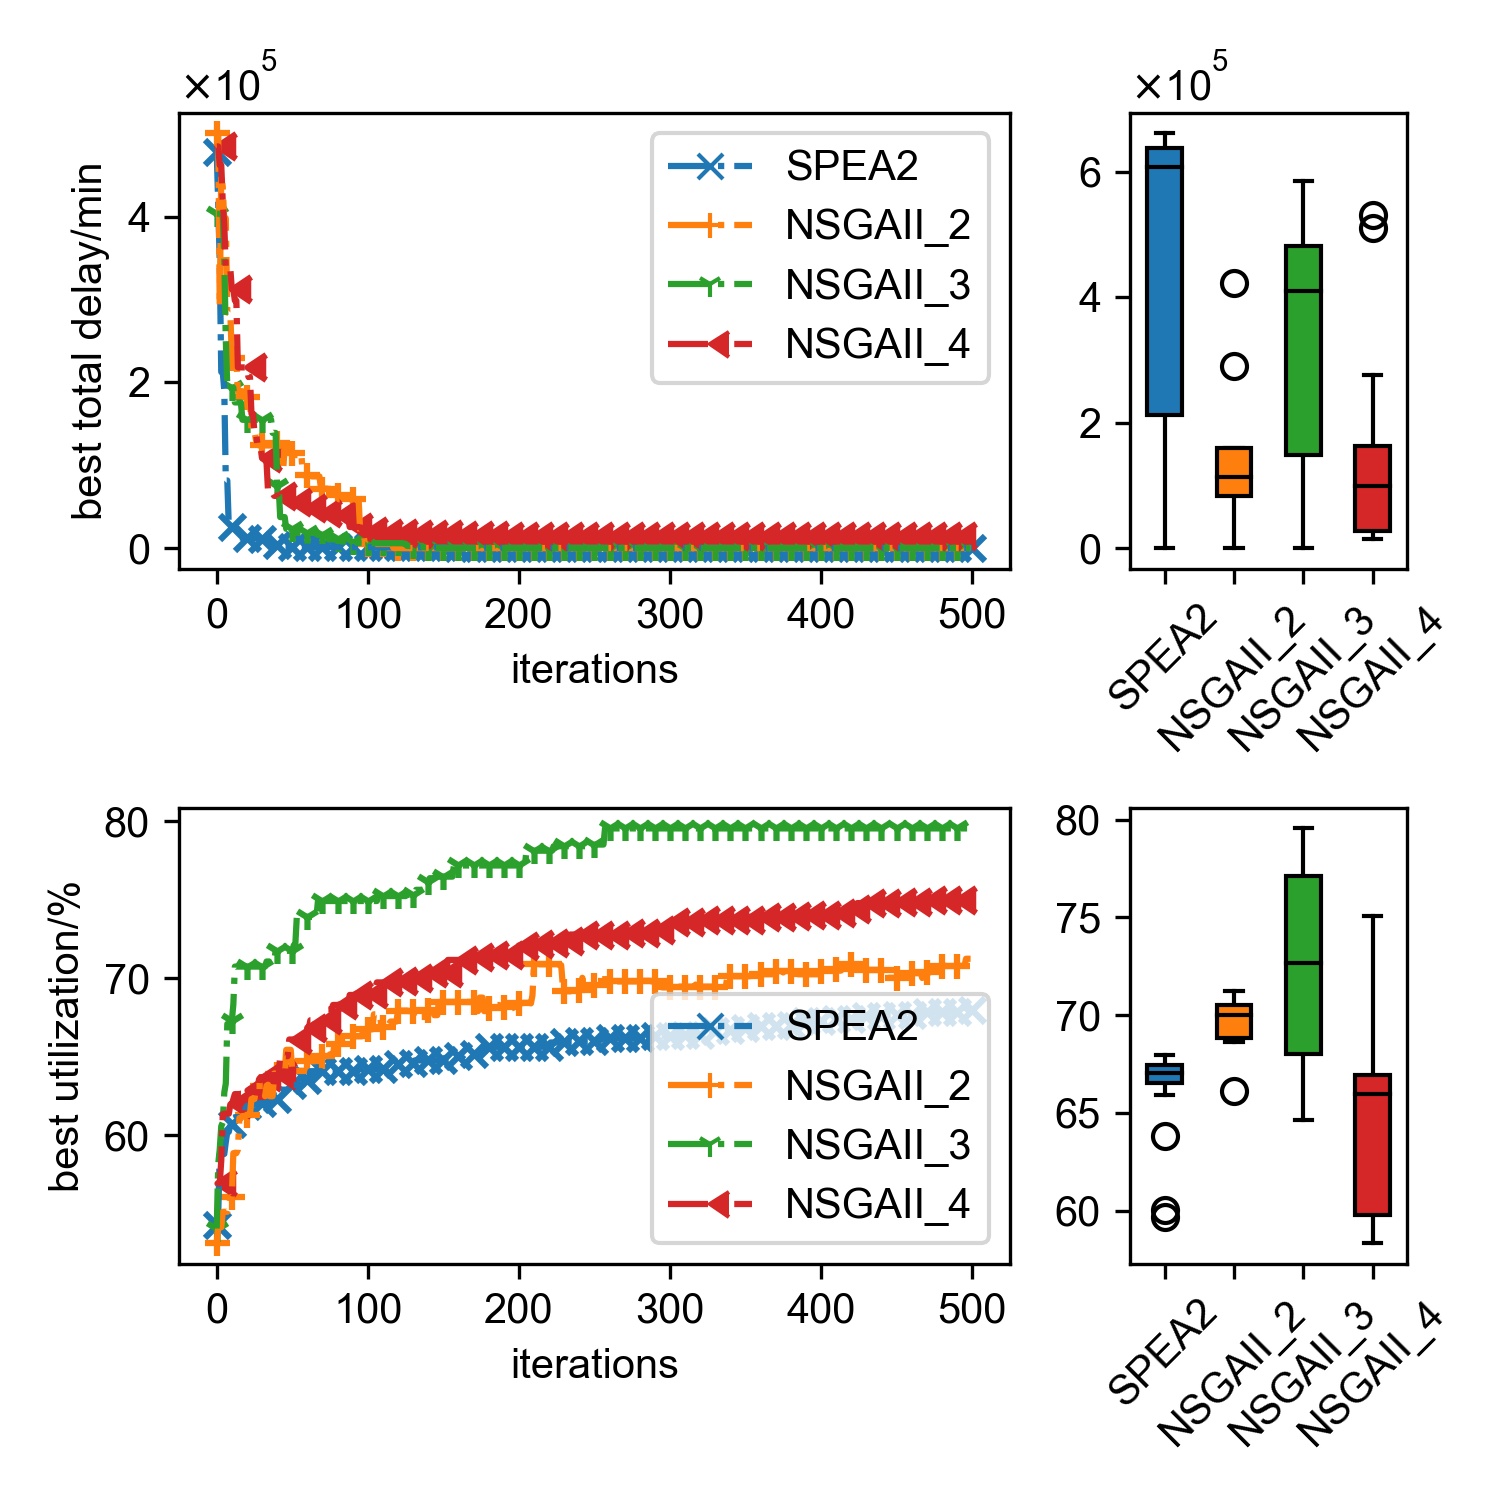 ×10^5
best total delay/min
4
2
0
0 100 200 300 400 500
iterations
SPEA2
NSGAII_2
NSGAII_3
NSGAII_4
×10^5
6
4
2
0
SPEA2
NSGAII_2
NSGAII_3
NSGAII_4
best utilization/%
80
70
60
0 100 200 300 400 500
iterations
SPEA2
NSGAII_2
NSGAII_3
NSGAII_4
80
75
70
65
60
SPEA2
NSGAII_2
NSGAII_3
NSGAII_4